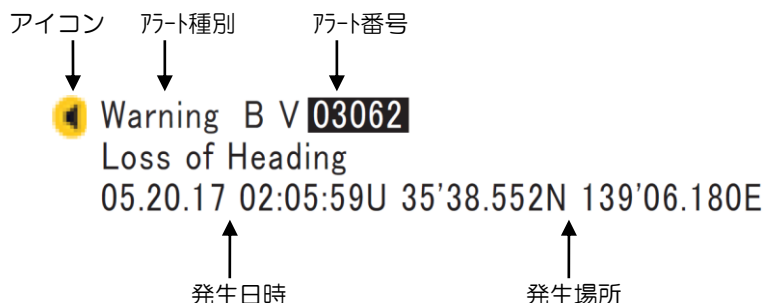 アイコン ｱﾗｰﾄ種別 ｱﾗｰﾄ番号
Warning B V 03062
Loss of Heading
05.20.17 02:05:59U 35'38.552N 139'06.180E
発生日時 発生場所